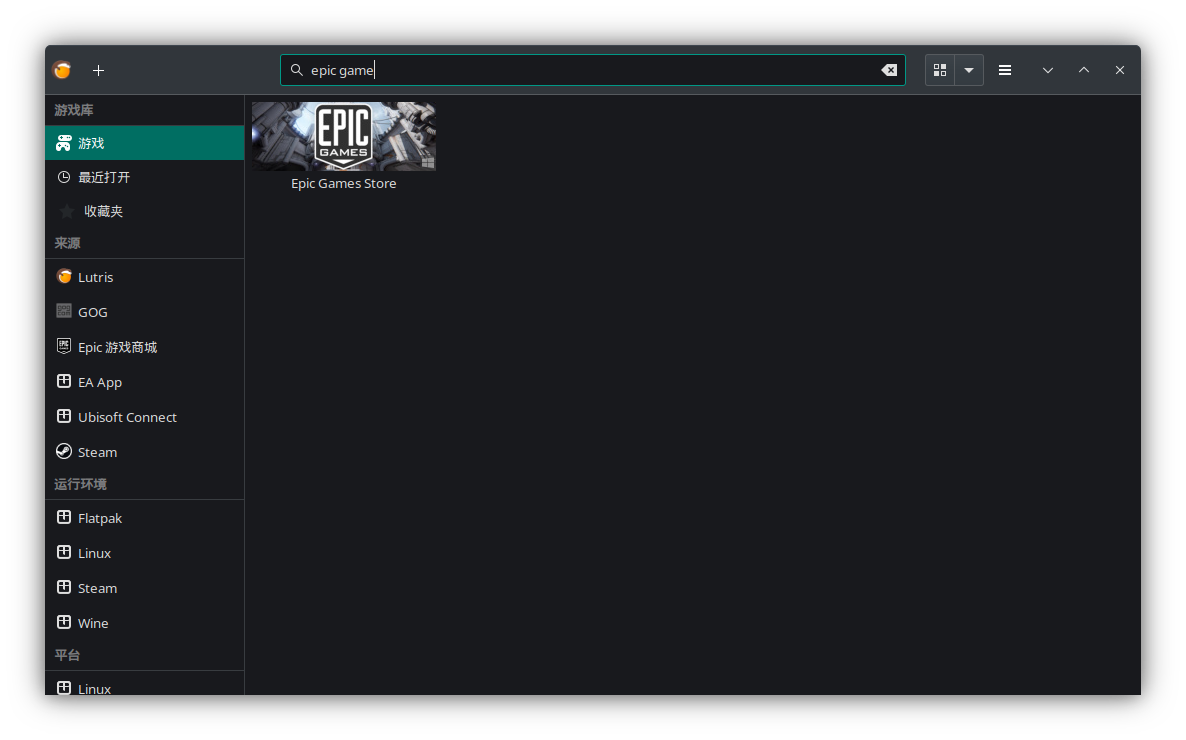 epic game
游戏库
游戏
最近打开
收藏夹
来源
Lutris
GOG
Epic 游戏商城
EA App
Ubisoft Connect
Steam
运行环境
Flatpak
Linux
Steam
Wine
平台
Linux
EPIC
GAMES
Epic Games Store